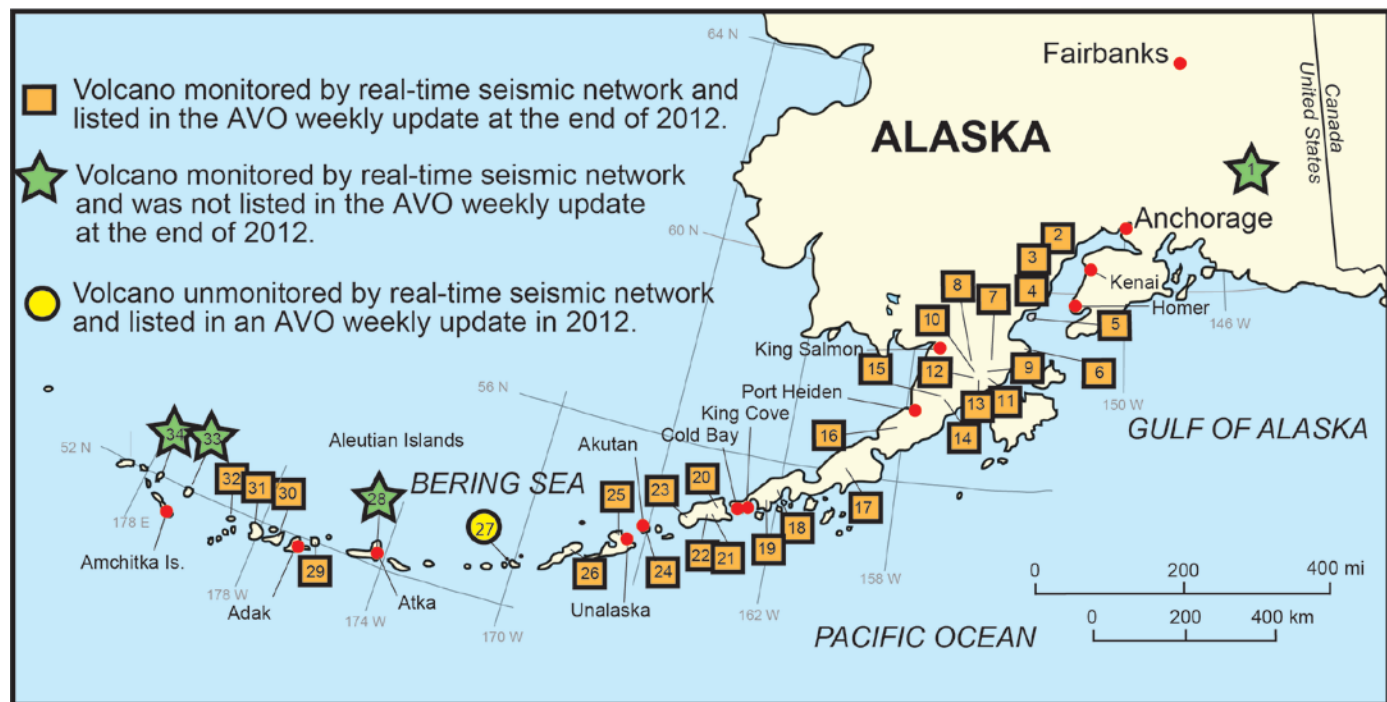 64 N
Fairbanks
Volcano monitored by real-time seismic network and
listed in the AVO weekly update at the end of 2012.
Canada
United States
ALASKA
1
Volcano monitored by real-time seismic network
and was not listed in the AVO weekly update
at the end of 2012.
60 N
Anchorage
2
3
Kenai
8
7
4
Homer
Volcano unmonitored by real-time seismic network
and listed in an AVO weekly update in 2012.
10
5
146 W
King Salmon
15
12
9
6
56 N
Port Heiden
13
11
150 W
King Cove
GULF OF ALASKA
34
33
Aleutian Islands
Akutan
Cold Bay
16
14
52 N
32
31
30
28
BERING SEA
25
23
20
17
178 E
27
18
Amchitka Is.
22
21
19
158 W
0
200
400 mi
29
26
24
178 W
Adak
174 W
Atka
170 W
Unalaska
162 W
0
200
400 km
PACIFIC OCEAN